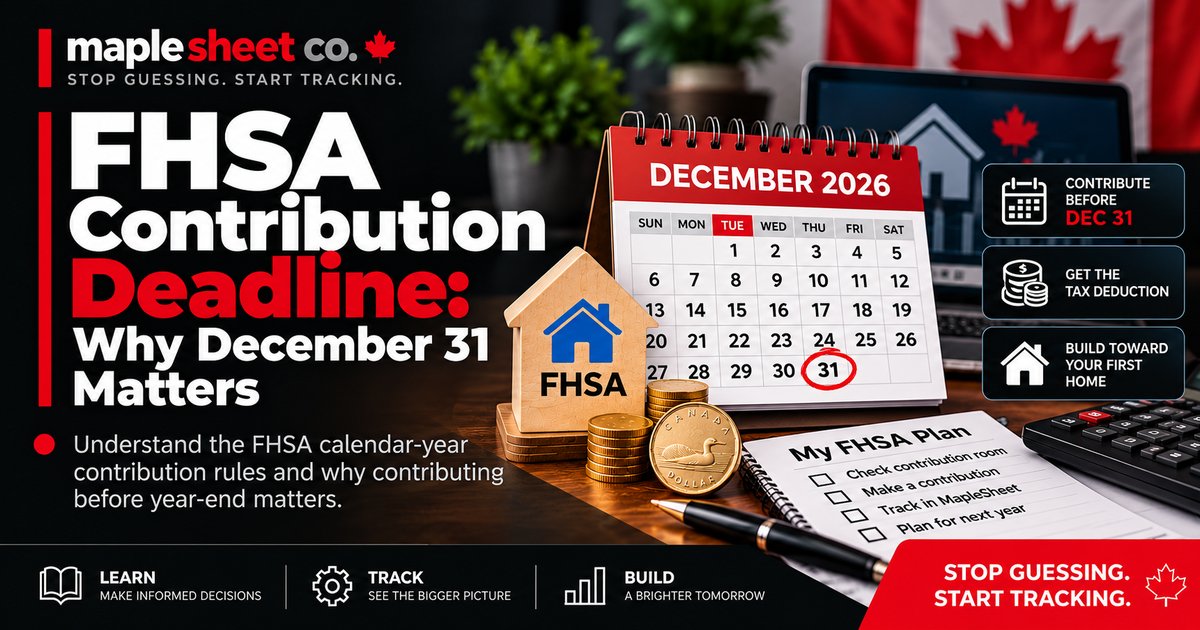 maple sheet co.
STOP GUESSING. START TRACKING.
FHSA
Contribution
Deadline:
Why December 31
Matters
Understand the FHSA calendar-year
contribution rules and why contributing
before year-end matters.
FHSA
DECEMBER 2026
SUN MON TUE WED THU FRI SAT
1 2 3 4 5
6 7 8 9 10 11 12
13 14 15 16 17 18 19
20 21 22 23 24 25 26
27 28 29 30 31
CANADA
DOLLAR
CONTRIBUTE
BEFORE
DEC 31
GET THE
TAX DEDUCTION
BUILD TOWARD
YOUR FIRST
HOME
My FHSA Plan
Check contribution room
Make a contribution
Track in MapleSheet
Plan for next year
LEARN
MAKE INFORMED DECISIONS
TRACK
SEE THE BIGGER PICTURE
BUILD
A BRIGHTER TOMORROW
STOP GUESSING.
START TRACKING.